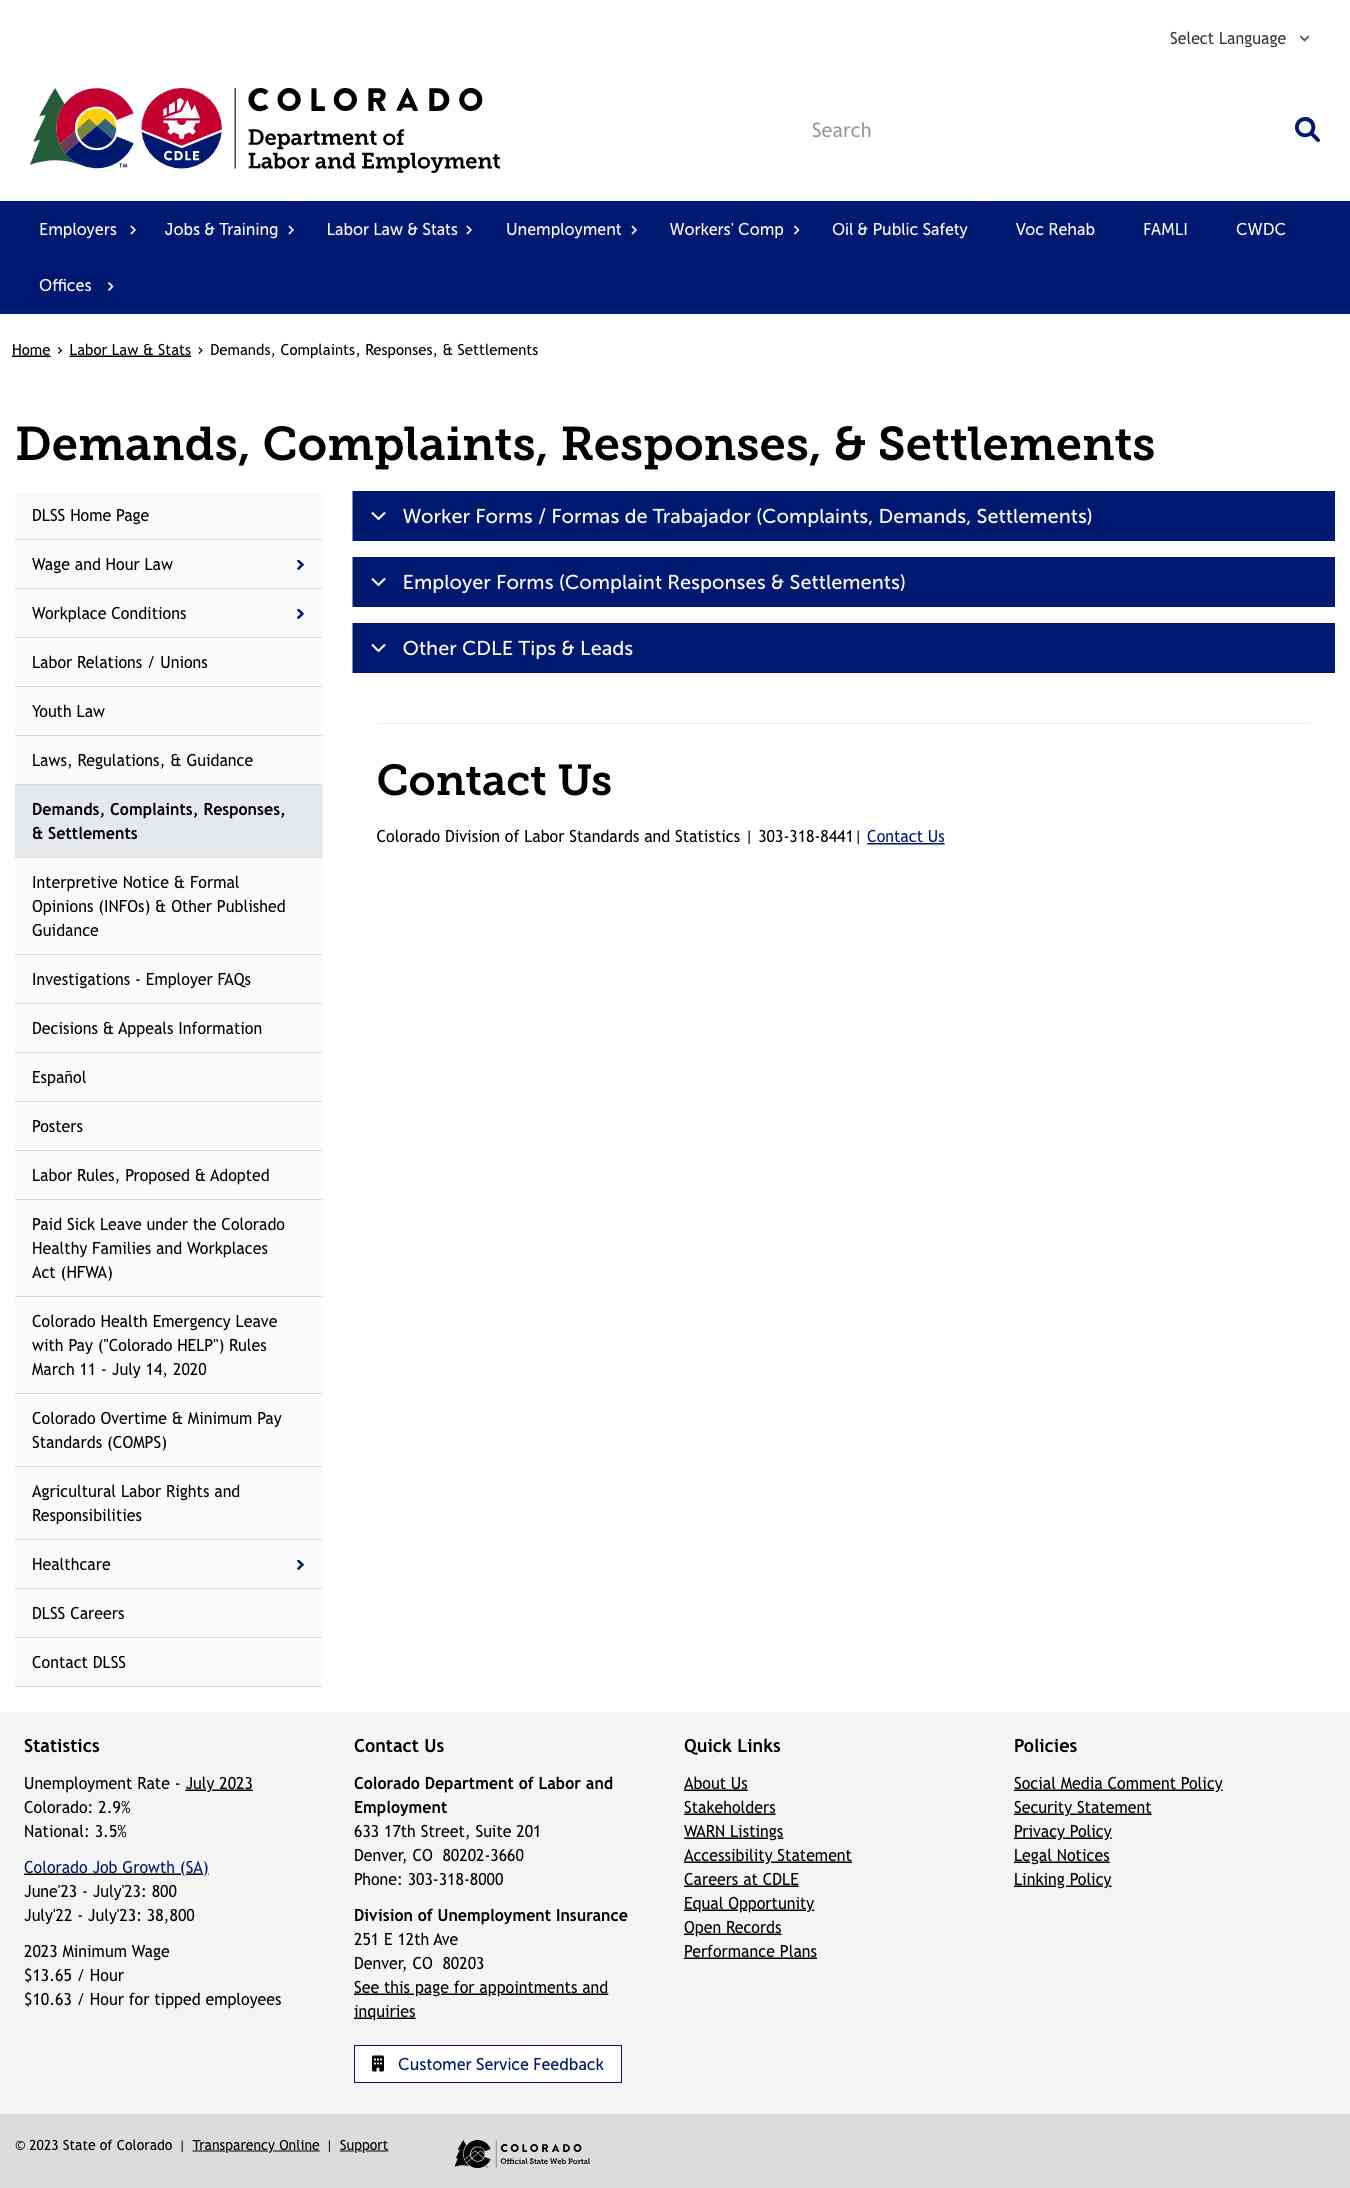 Select Language
COLORADO
Department of
Labor and Employment
CDLE
TM
Search
Employers
Jobs & Training
Labor Law & Stats
Unemployment
Workers' Comp
Oil & Public Safety
Voc Rehab
FAMLI
CWDC
Offices
Home › Labor Law & Stats › Demands, Complaints, Responses, & Settlements
Demands, Complaints, Responses, & Settlements
DLSS Home Page
Wage and Hour Law
Workplace Conditions
Labor Relations / Unions
Youth Law
Laws, Regulations, & Guidance
Demands, Complaints, Responses,
& Settlements
Interpretive Notice & Formal
Opinions (INFOs) & Other Published
Guidance
Investigations - Employer FAQs
Decisions & Appeals Information
Español
Posters
Labor Rules, Proposed & Adopted
Paid Sick Leave under the Colorado
Healthy Families and Workplaces
Act (HFWA)
Colorado Health Emergency Leave
with Pay ("Colorado HELP") Rules
March 11 - July 14, 2020
Colorado Overtime & Minimum Pay
Standards (COMPS)
Agricultural Labor Rights and
Responsibilities
Healthcare
DLSS Careers
Contact DLSS
Worker Forms / Formas de Trabajador (Complaints, Demands, Settlements)
Employer Forms (Complaint Responses & Settlements)
Other CDLE Tips & Leads
Contact Us
Colorado Division of Labor Standards and Statistics | 303-318-8441| Contact Us
Statistics
Unemployment Rate - July 2023
Colorado: 2.9%
National: 3.5%
Colorado Job Growth (SA)
June'23 - July'23: 800
July'22 - July'23: 38,800
2023 Minimum Wage
$13.65 / Hour
$10.63 / Hour for tipped employees
Contact Us
Colorado Department of Labor and
Employment
633 17th Street, Suite 201
Denver, CO  80202-3660
Phone: 303-318-8000
Division of Unemployment Insurance
251 E 12th Ave
Denver, CO  80203
See this page for appointments and
inquiries
Customer Service Feedback
Quick Links
About Us
Stakeholders
WARN Listings
Accessibility Statement
Careers at CDLE
Equal Opportunity
Open Records
Performance Plans
Policies
Social Media Comment Policy
Security Statement
Privacy Policy
Legal Notices
Linking Policy
© 2023 State of Colorado | Transparency Online | Support
COLORADO
Official State Web Portal